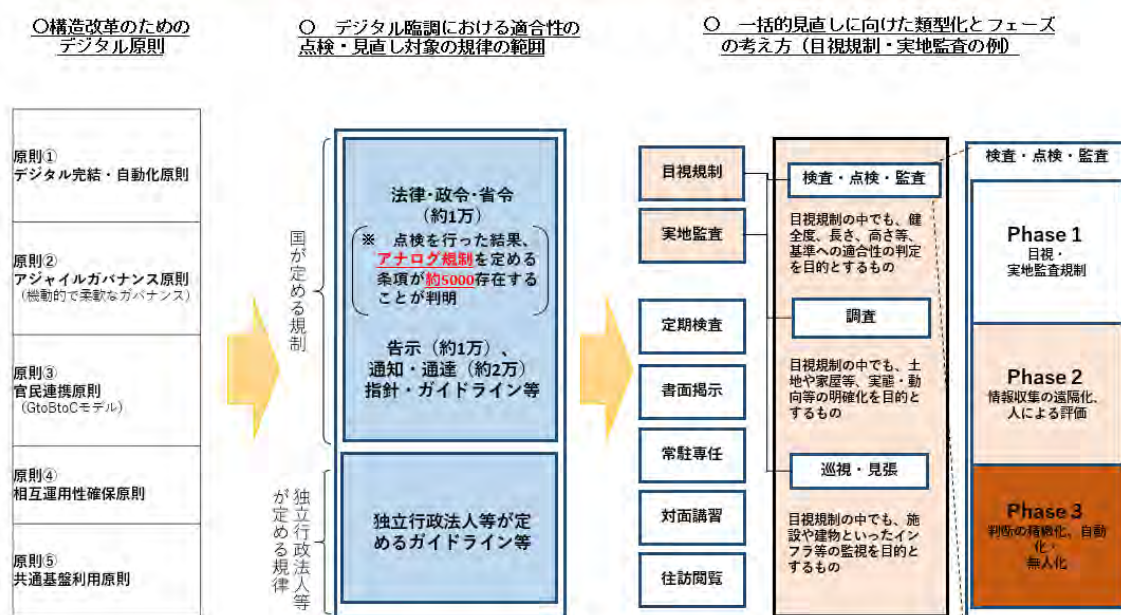 〇構造改革のための
デジタル原則
原則①
デジタル完結・自動化原則
原則②
アジャイルガバナンス原則
（機動的で柔軟なガバナンス）
原則③
官民連携原則
（GtoBtoCモデル）
原則④
相互運用性確保原則
原則⑤
共通基盤利用原則
〇 デジタル臨調における適合性の
点検・見直し対象の規律の範囲
国が定める規制
法律・政令・省令
（約1万）
※ 点検を行った結果、
アナログ規制を定める
条項が約5000存在する
ことが判明
告示（約1万）、
通知・通達（約2万）
指針・ガイドライン等
独立行政法人等
が定める規律
独立行政法人等が定
めるガイドライン等
〇 一括的見直しに向けた類型化とフェーズ
の考え方（目視規制・実地監査の例）
目視規制
実地監査
定期検査
書面掲示
常駐専任
対面講習
往訪閲覧
検査・点検・監査
目視規制の中でも、健
全度、長さ、高さ等、
基準への適合性の判定
を目的とするもの
調査
目視規制の中でも、土
地や家屋等、実態・動
向等の明確化を目的と
するもの
巡視・見張
目視規制の中でも、施
設や建物といったイン
フラ等の監視を目的と
するもの
検査・点検・監査
Phase 1
目視・
実地監査規制
Phase 2
情報収集の遠隔化、
人による評価
Phase 3
判断の精緻化、自動
化・
無人化